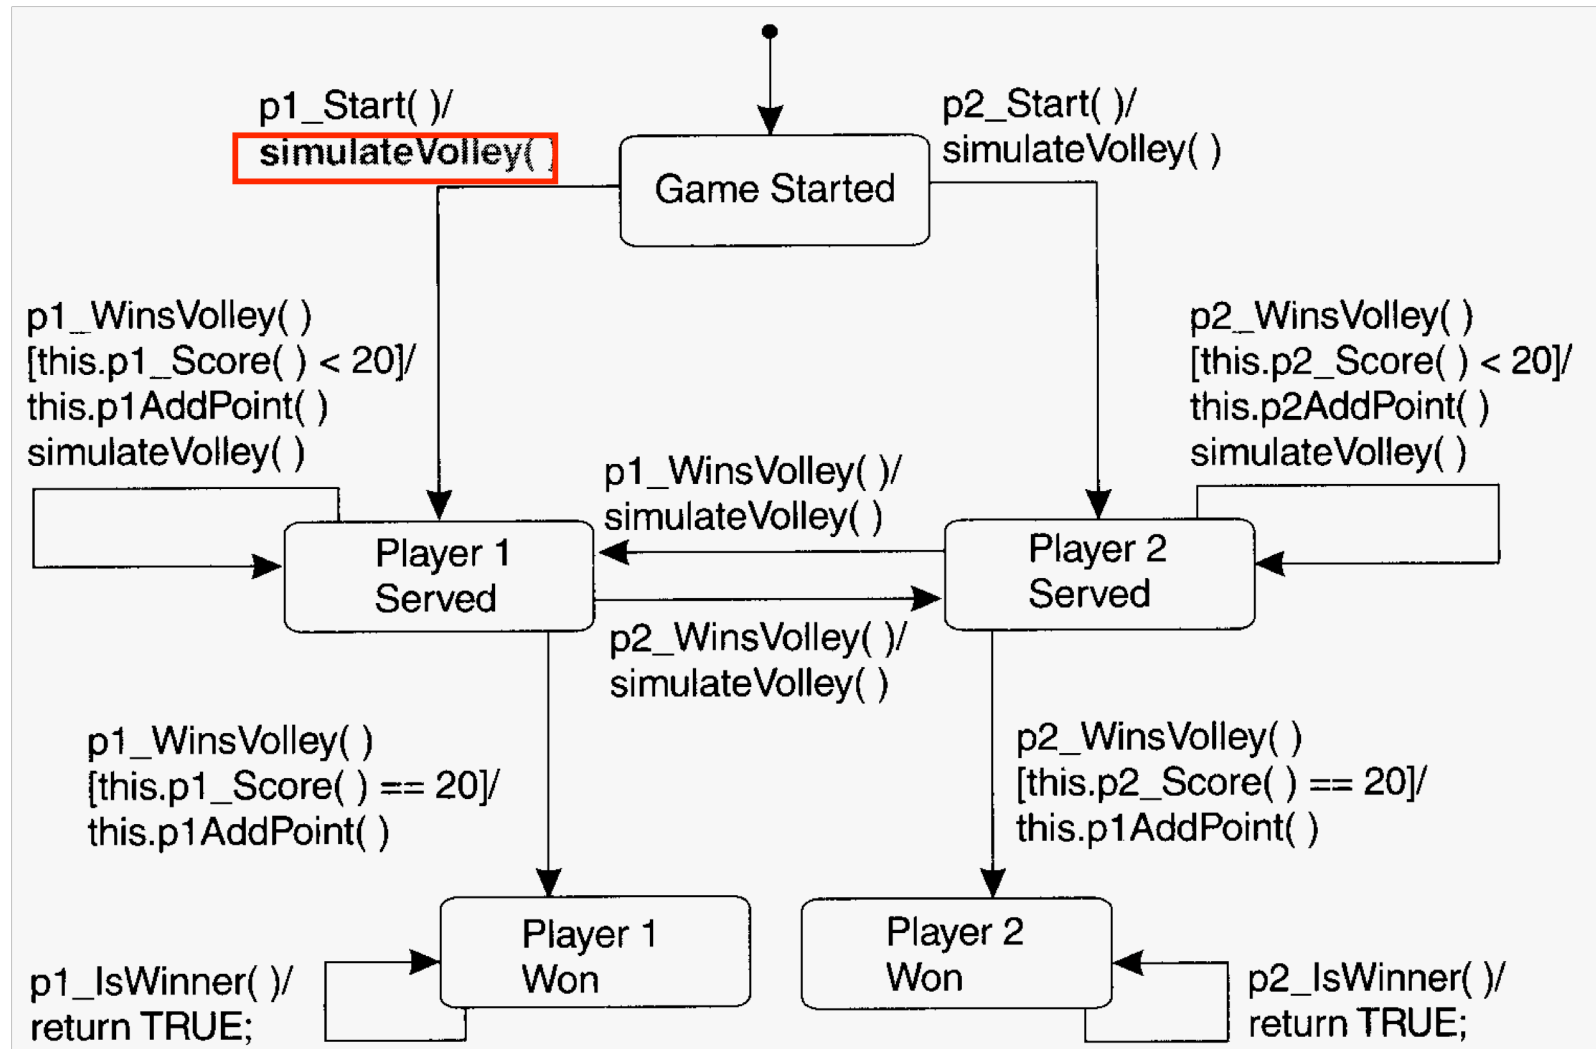 p1_Start( )/
simulateVolley( )
p2_Start( )/
simulateVolley( )
Game Started
p1_WinsVolley( )
[this.p1_Score( ) < 20]/
this.p1AddPoint( )
simulateVolley( )
p2_WinsVolley( )
[this.p2_Score( ) < 20]/
this.p2AddPoint( )
simulateVolley( )
p1_WinsVolley( )/
simulateVolley( )
Player 1
Served
Player 2
Served
p2_WinsVolley( )/
simulateVolley( )
p1_WinsVolley( )
[this.p1_Score( ) == 20]/
this.p1AddPoint( )
p2_WinsVolley( )
[this.p2_Score( ) == 20]/
this.p1AddPoint( )
Player 1
Won
Player 2
Won
p1_IsWinner( )/
return TRUE;
p2_IsWinner( )/
return TRUE;